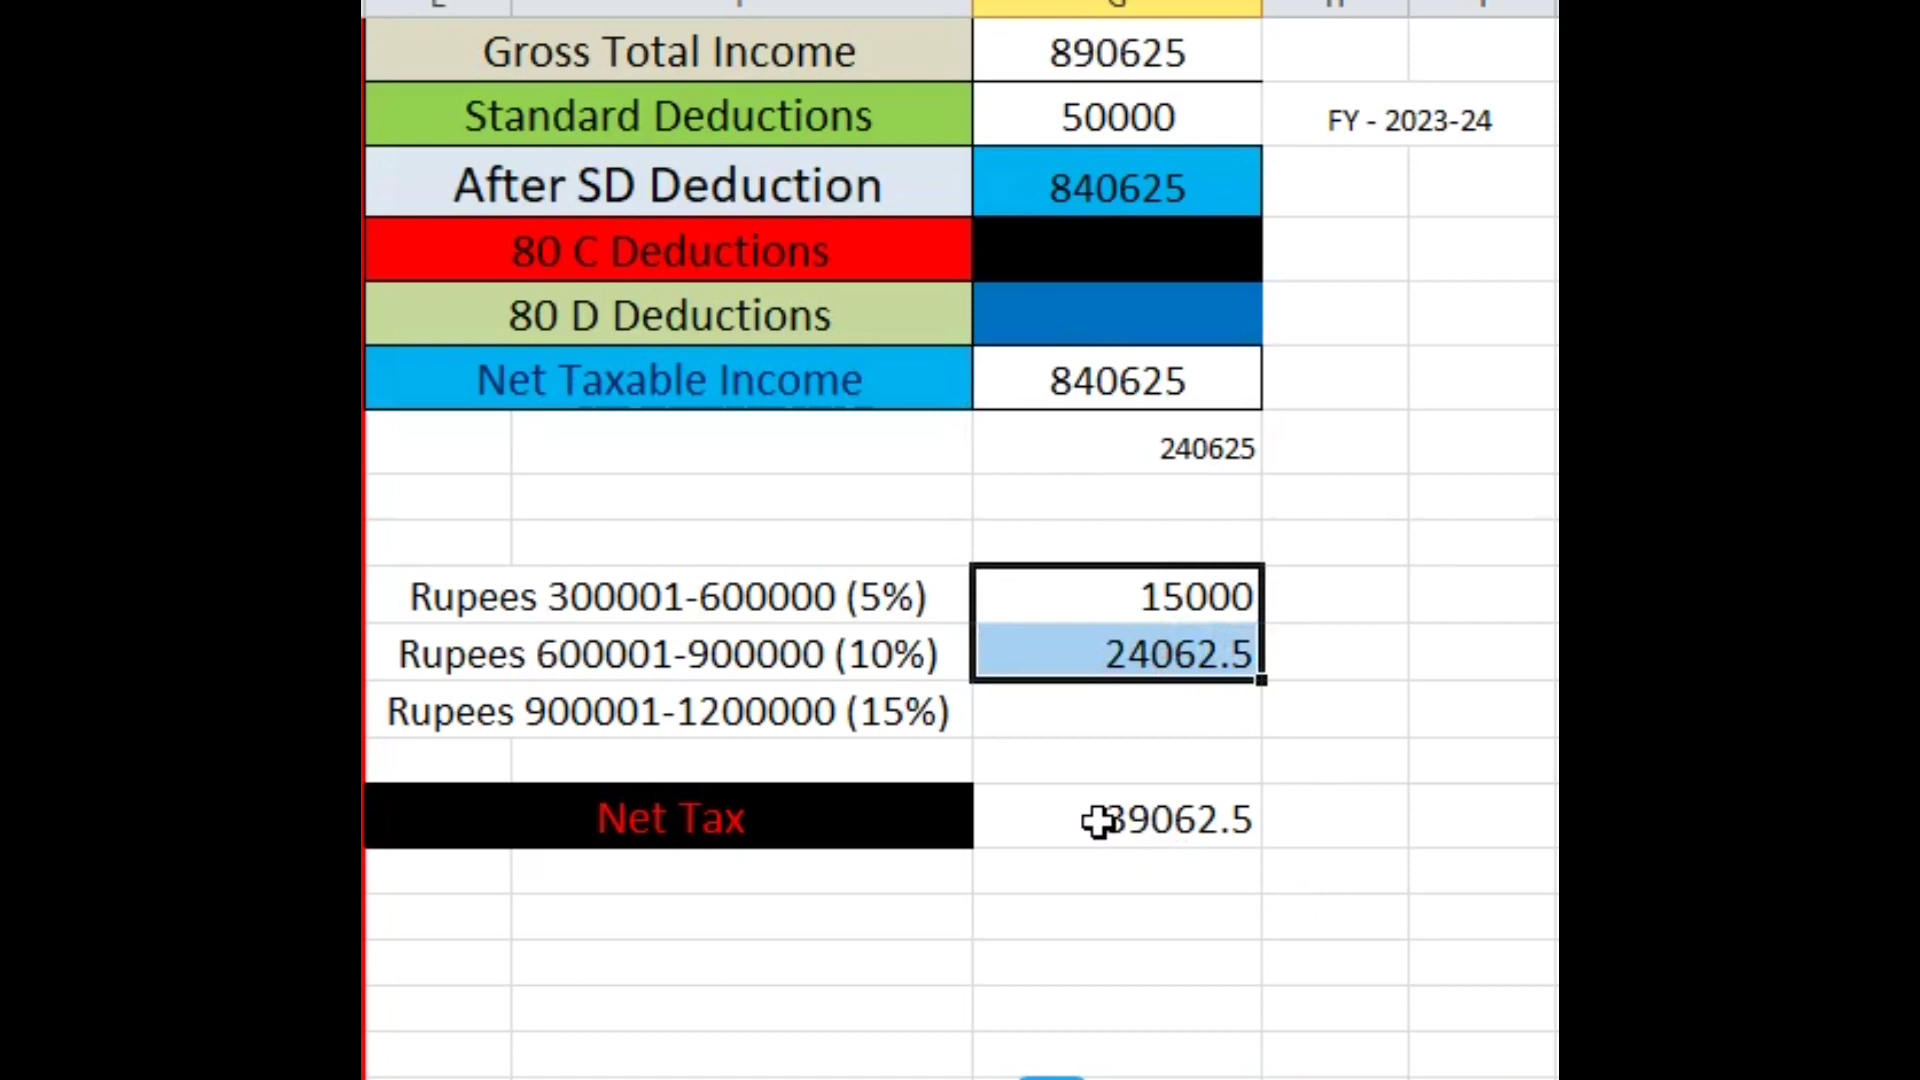 Gross Total Income 890625
Standard Deductions 50000 FY - 2023-24
After SD Deduction 840625
80 C Deductions
80 D Deductions
Net Taxable Income 840625
240625
Rupees 300001-600000 (5%) 15000
Rupees 600001-900000 (10%) 24062.5
Rupees 900001-1200000 (15%)
Net Tax 39062.5